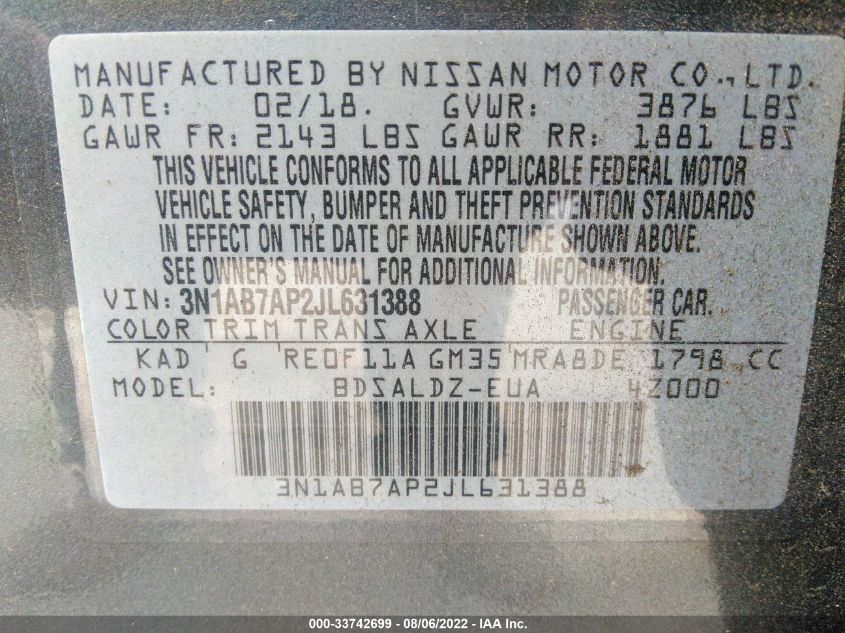 MANUFACTURED BY NISSAN MOTOR CO., LTD.
DATE: 02/18. GVWR: 3876 LBS
GAWR FR: 2143 LBS GAWR RR: 1881 LBS
THIS VEHICLE CONFORMS TO ALL APPLICABLE FEDERAL MOTOR
VEHICLE SAFETY, BUMPER AND THEFT PREVENTION STANDARDS
IN EFFECT ON THE DATE OF MANUFACTURE SHOWN ABOVE.
SEE OWNER'S MANUAL FOR ADDITIONAL INFORMATION.
VIN: 3N1AB7AP2JL631388 PASSENGER CAR.
COLOR TRIM TRANS AXLE ENGINE
KAD G RE0F11A GM35 MRA8DE 1798 CC
MODEL: BDSALDZ-EUA 4Z000
3N1AB7AP2JL631388
000-33742699 - 08/06/2022 - IAA Inc.